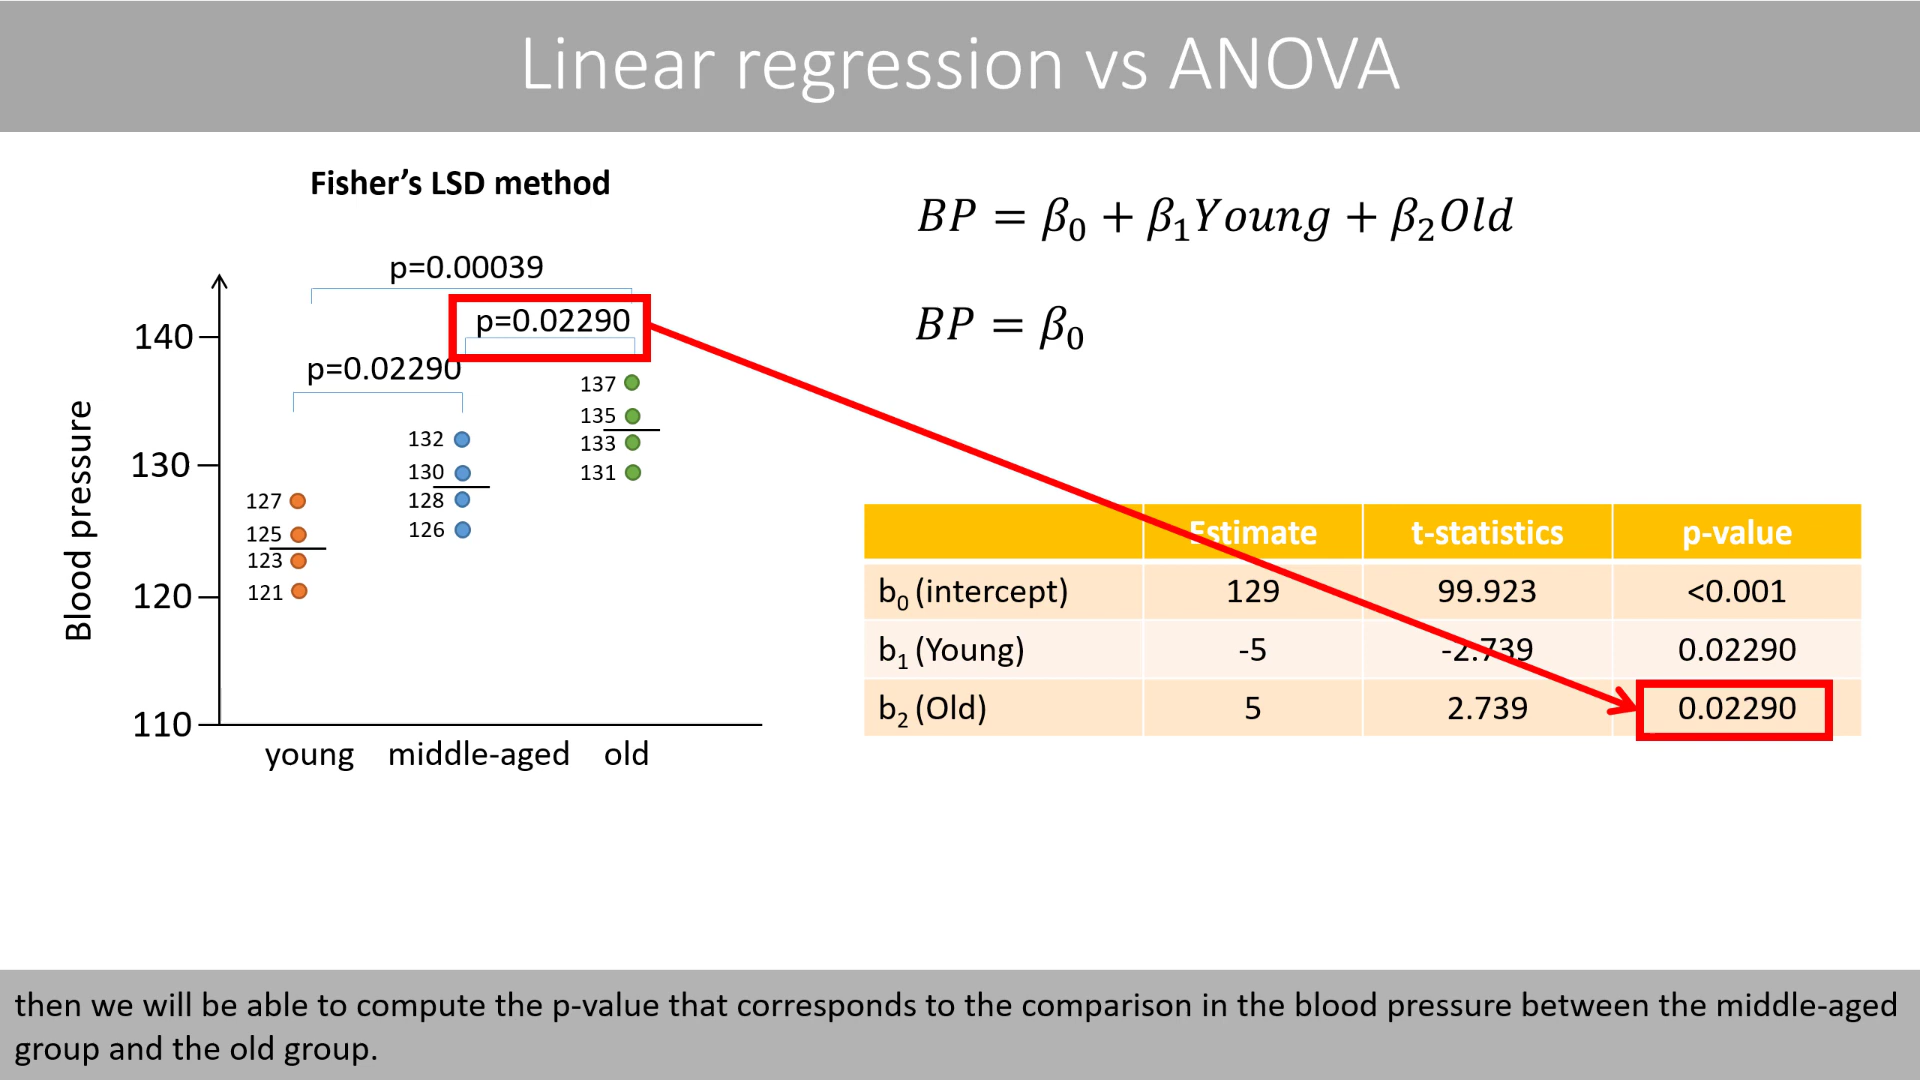 Linear regression vs ANOVA
Fisher's LSD method
p=0.00039
p=0.02290
p=0.02290
Blood pressure
140
130
120
110
127
125
123
121
132
130
128
126
137
135
133
131
young middle-aged old
BP = β₀ + β₁Young + β₂Old
BP = β₀
Estimate t-statistics p-value
b₀ (intercept) 129 99.923 <0.001
b₁ (Young) -5 -2.739 0.02290
b₂ (Old) 5 2.739 0.02290
then we will be able to compute the p-value that corresponds to the comparison in the blood pressure between the middle-aged
group and the old group.